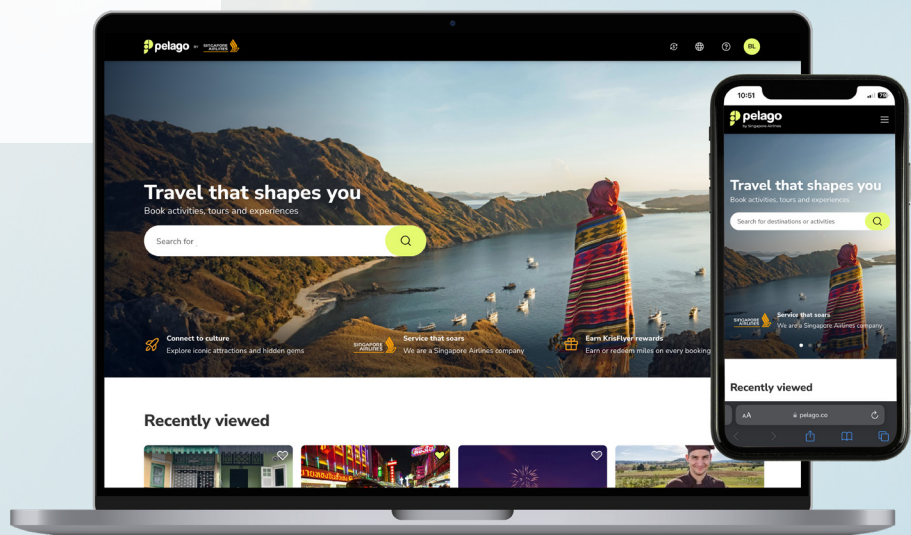 pelago BY SINGAPORE AIRLINES
BL
Travel that shapes you
Book activities, tours and experiences
Search for
Connect to culture
Explore iconic attractions and hidden gems
SINGAPORE AIRLINES
Service that soars
We are a Singapore Airlines company
Earn KrisFlyer rewards
Earn or redeem miles on every booking
Recently viewed
10:51
pelago
by Singapore Airlines
Travel that shapes you
Book activities, tours and experiences
Search for destinations or activities
SINGAPORE AIRLINES
Service that soars
We are a Singapore Airlines company
Recently viewed
AA
pelago.co